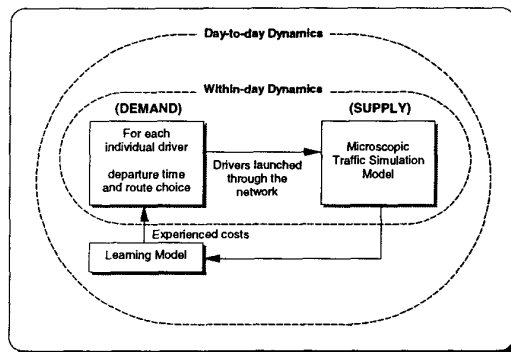 Day-to-day Dynamics
Within-day Dynamics
(DEMAND)
(SUPPLY)
For each
individual driver
departure time
and route choice
Drivers launched
through the
network
Microscopic
Traffic Simulation
Model
Experienced costs
Learning Model